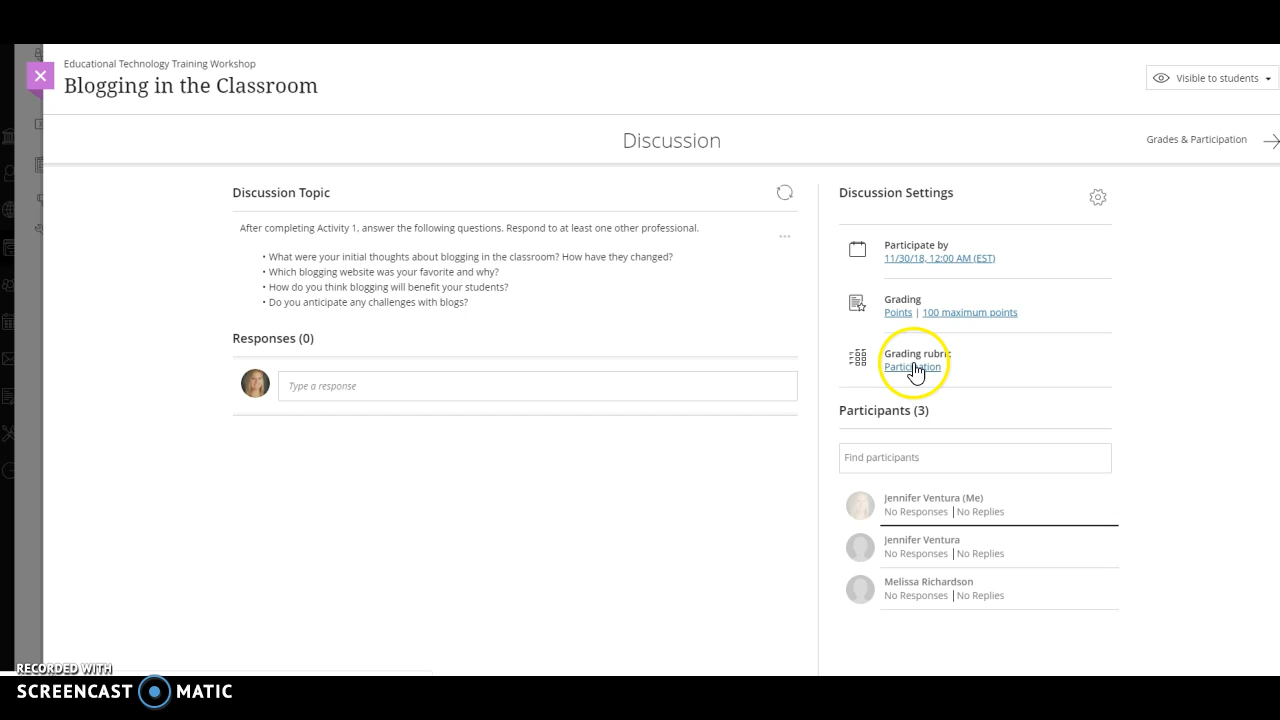 Educational Technology Training Workshop
Blogging in the Classroom
Visible to students
Discussion
Grades & Participation
Discussion Topic
After completing Activity 1, answer the following questions. Respond to at least one other professional.
• What were your initial thoughts about blogging in the classroom? How have they changed?
• Which blogging website was your favorite and why?
• How do you think blogging will benefit your students?
• Do you anticipate any challenges with blogs?
Responses (0)
Type a response
Discussion Settings
Participate by
11/30/18, 12:00 AM (EST)
Grading
Points | 100 maximum points
Grading rubric
Participation
Participants (3)
Find participants
Jennifer Ventura (Me)
No Responses | No Replies
Jennifer Ventura
No Responses | No Replies
Melissa Richardson
No Responses | No Replies
RECORDED WITH
SCREENCAST MATIC